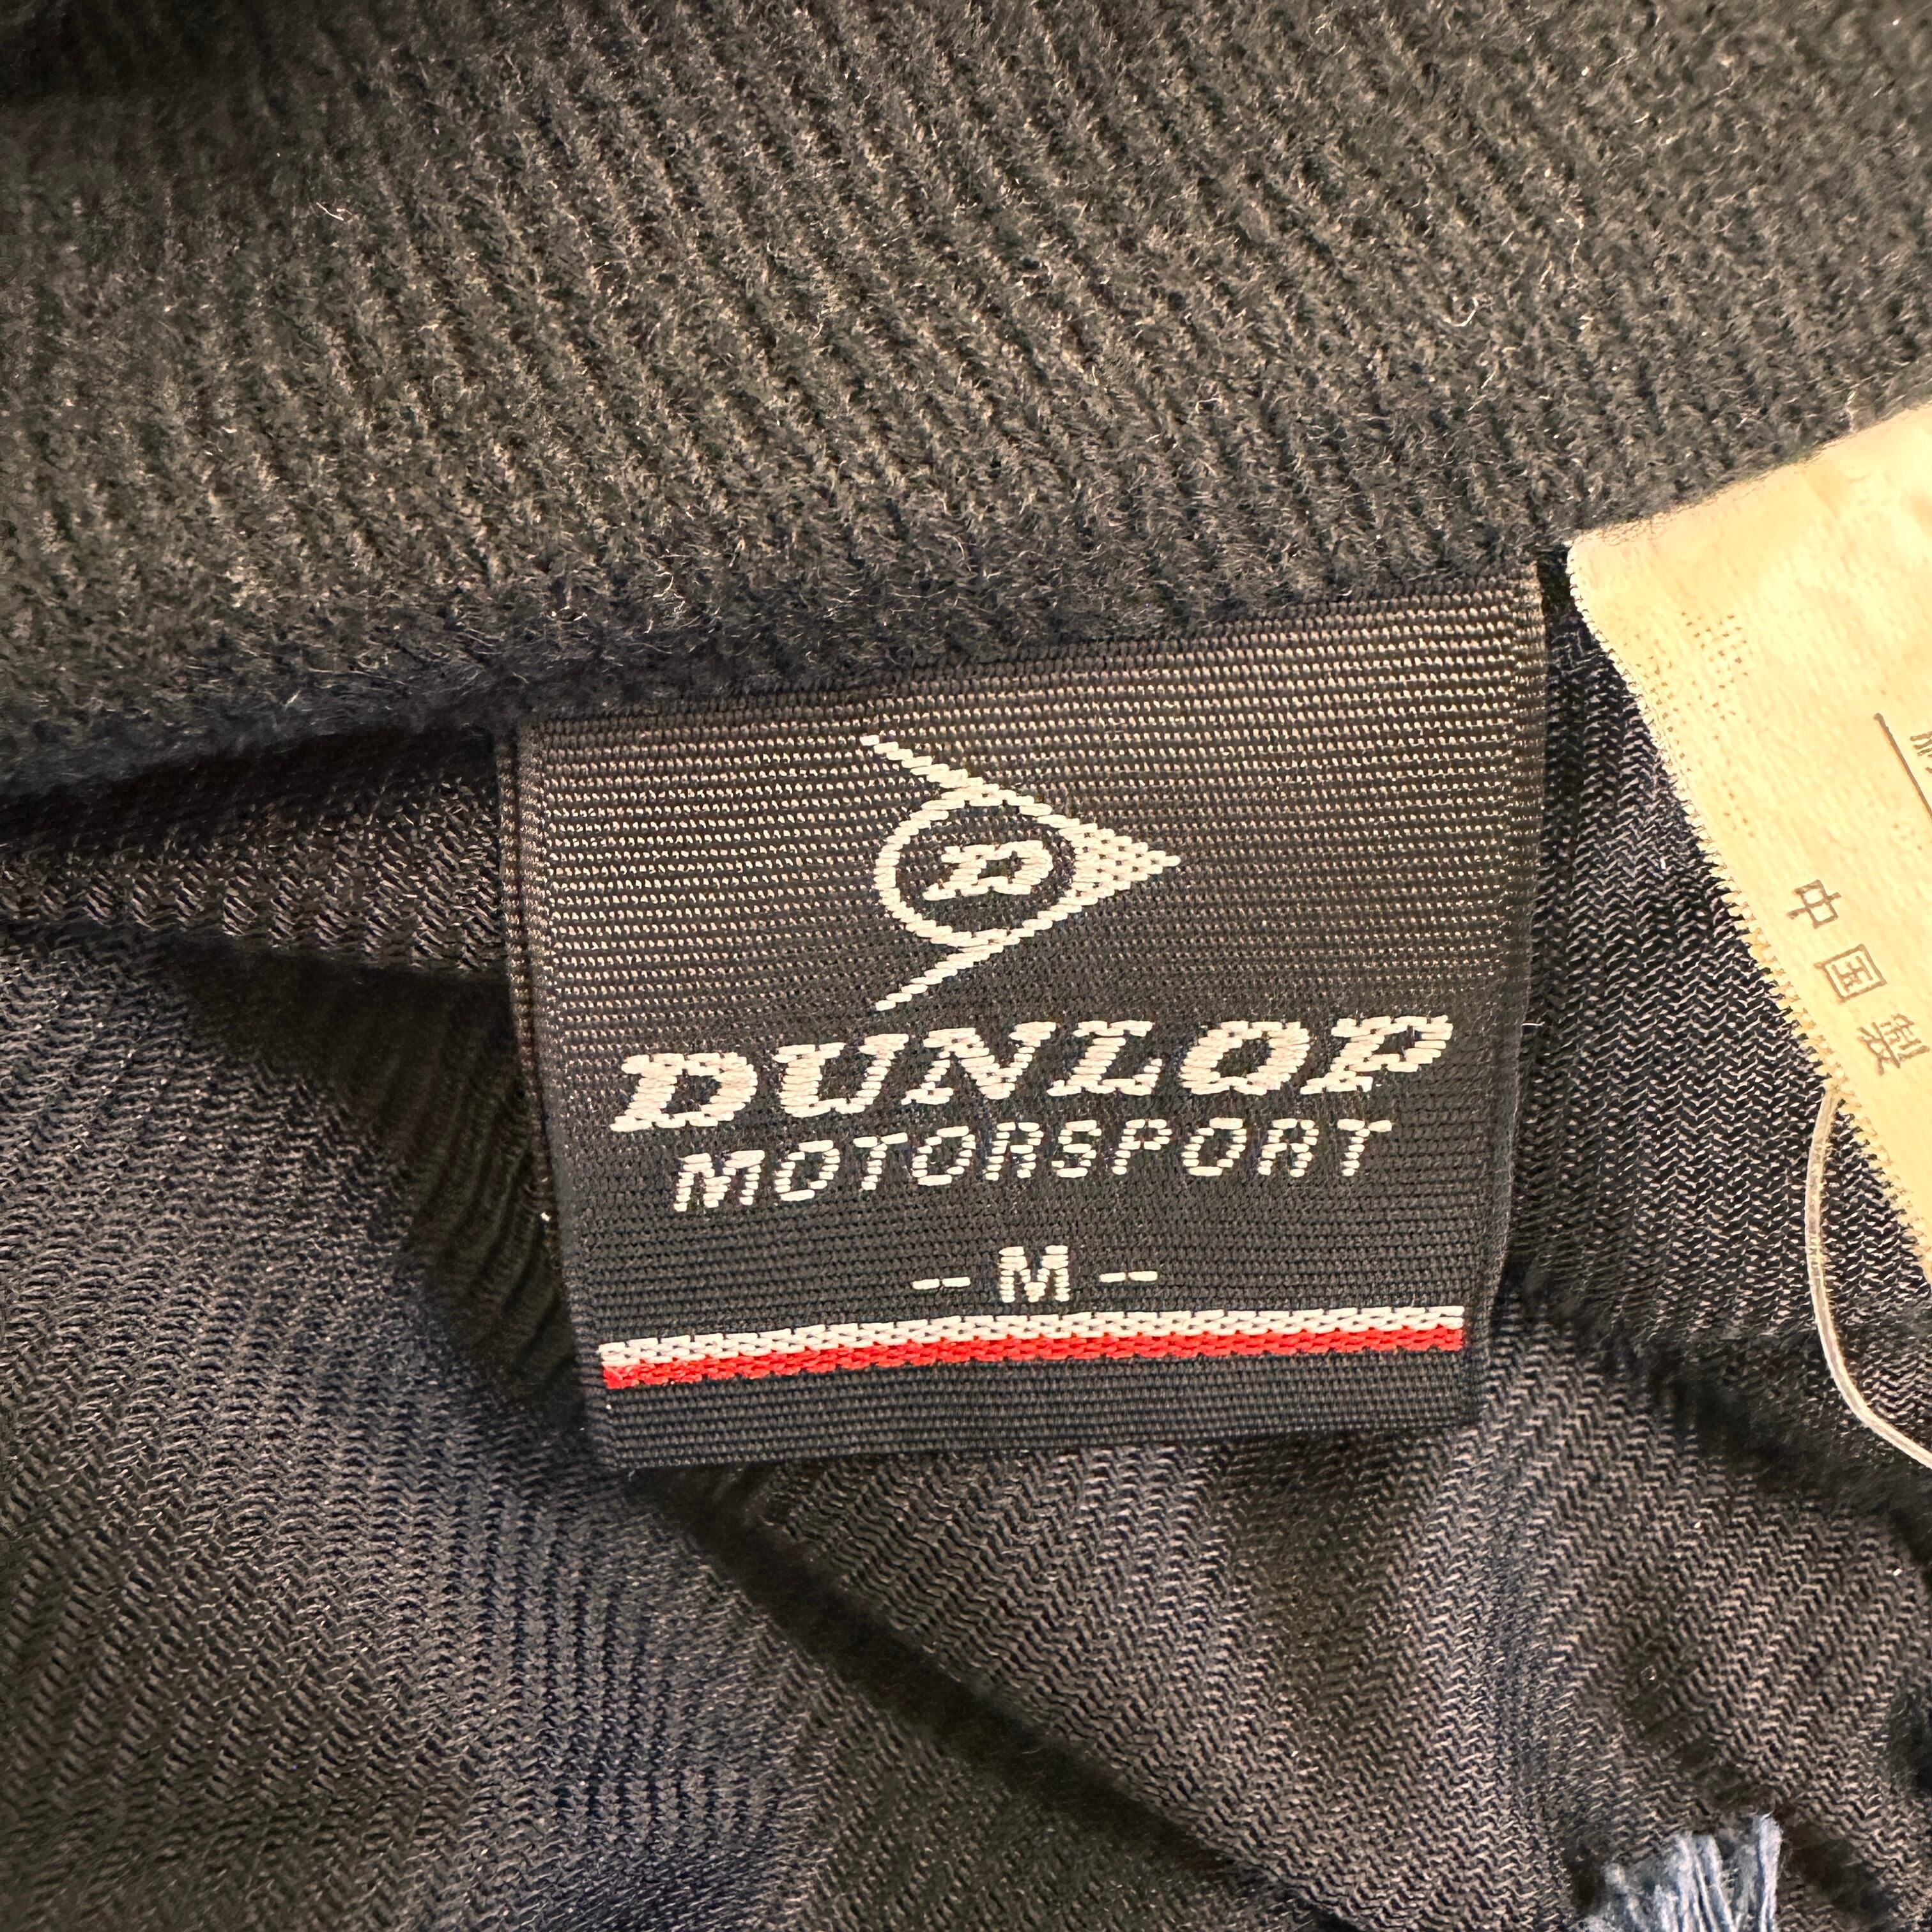 D
DUNLOP
MOTORSPORT
- M -
中国製